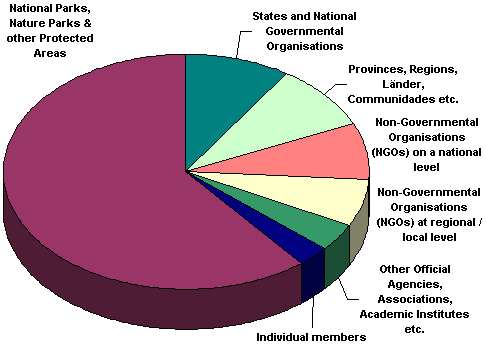 National Parks,
Nature Parks &
other Protected
Areas
States and National
Governmental
Organisations
Provinces, Regions,
Länder,
Communidades etc.
Non-Governmental
Organisations
(NGOs) on a national
level
Non-Governmental
Organisations
(NGOs) at regional /
local level
Other Official
Agencies,
Associations,
Academic Institutes
etc.
Individual members